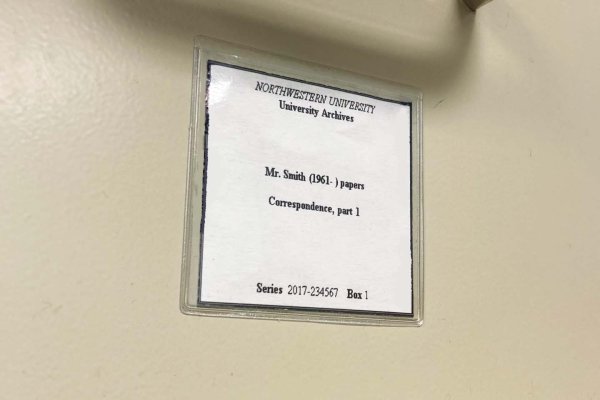 NORTHWESTERN UNIVERSITY
University Archives
Mr. Smith (1961- ) papers
Correspondence, part 1
Series 2017-234567 Box 1